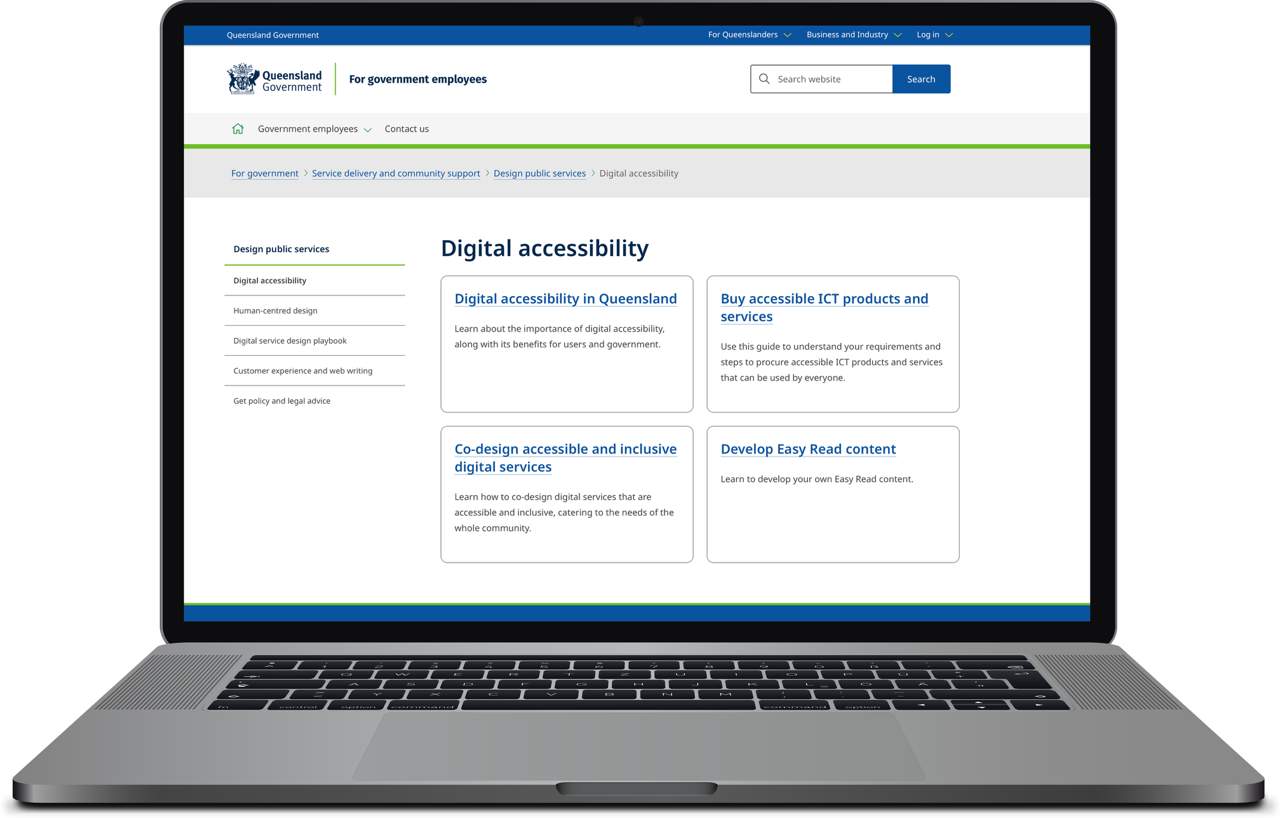 Queensland Government
For Queenslanders
Business and Industry
Log in
Queensland
Government
For government employees
Search website
Search
Government employees
Contact us
For government > Service delivery and community support > Design public services > Digital accessibility
Design public services
Digital accessibility
Human-centred design
Digital service design playbook
Customer experience and web writing
Get policy and legal advice
Digital accessibility
Digital accessibility in Queensland
Learn about the importance of digital accessibility,
along with its benefits for users and government.
Buy accessible ICT products and
services
Use this guide to understand your requirements and
steps to procure accessible ICT products and services
that can be used by everyone.
Co-design accessible and inclusive
digital services
Learn how to co-design digital services that are
accessible and inclusive, catering to the needs of the
whole community.
Develop Easy Read content
Learn to develop your own Easy Read content.
Q W E R T Z U I O P Ü
A S D F G H J K L Ö Ä
Y X C V B N M
fn control option command command option